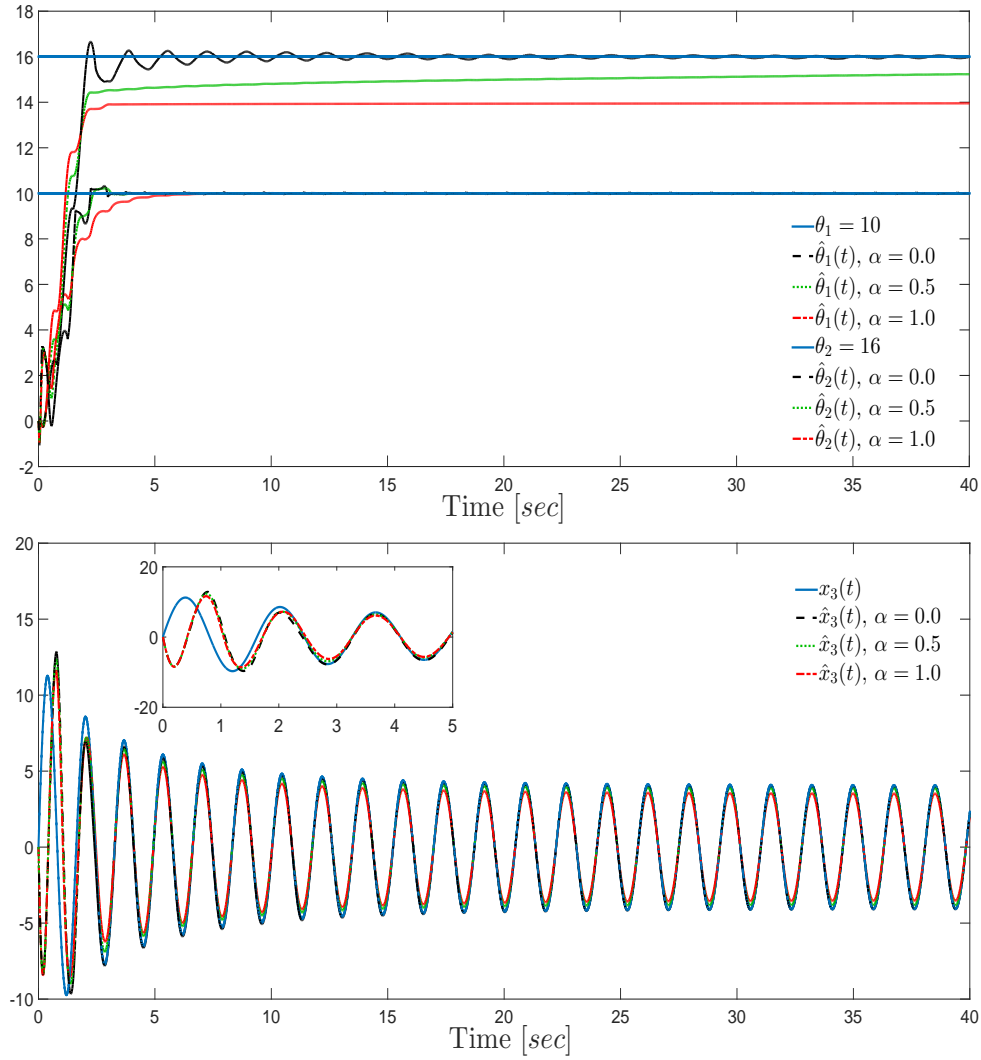 18
16
14
12
10
8
6
4
2
0
-2
0 5 10 15 20 25 30 35 40
Time [sec]
θ₁ = 10
θ̂₁(t), α = 0.0
θ̂₁(t), α = 0.5
θ̂₁(t), α = 1.0
θ₂ = 16
θ̂₂(t), α = 0.0
θ̂₂(t), α = 0.5
θ̂₂(t), α = 1.0
20
15
10
5
0
-5
-10
0 5 10 15 20 25 30 35 40
Time [sec]
20
0
-20
0 1 2 3 4 5
x₃(t)
x̂₃(t), α = 0.0
x̂₃(t), α = 0.5
x̂₃(t), α = 1.0